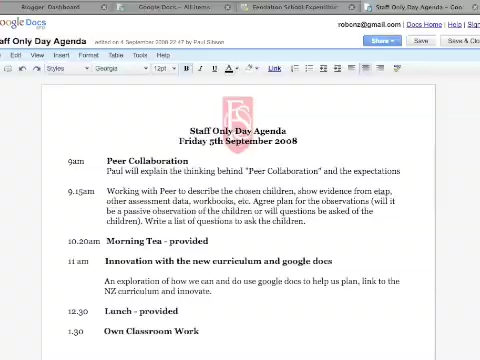 Blogger: Dashboard
Google Docs - All items
Fendalton School Expedition
Staff Only Day Agenda - Goo
Google Docs
robonz@gmail.com | Docs Home | Help | Sign
aff Only Day Agenda edited on 4 September 2008 22:47 by Paul Sibson
Share Save Save & Clo
Edit View Insert Format Table Tools Help
Styles Georgia 12pt B I U A Link
Staff Only Day Agenda
Friday 5th September 2008
9am Peer Collaboration
Paul will explain the thinking behind "Peer Collaboration" and the expectations
9.15am Working with Peer to describe the chosen children, show evidence from etap,
other assessment data, workbooks, etc. Agree plan for the observations (will it
be a passive observation of the children or will questions be asked of the
children). Write a list of questions to ask the children.
10.20am Morning Tea - provided
11 am Innovation with the new curriculum and google docs
An exploration of how we can and do use google docs to help us plan, link to the
NZ curriculum and innovate.
12.30 Lunch - provided
1.30 Own Classroom Work